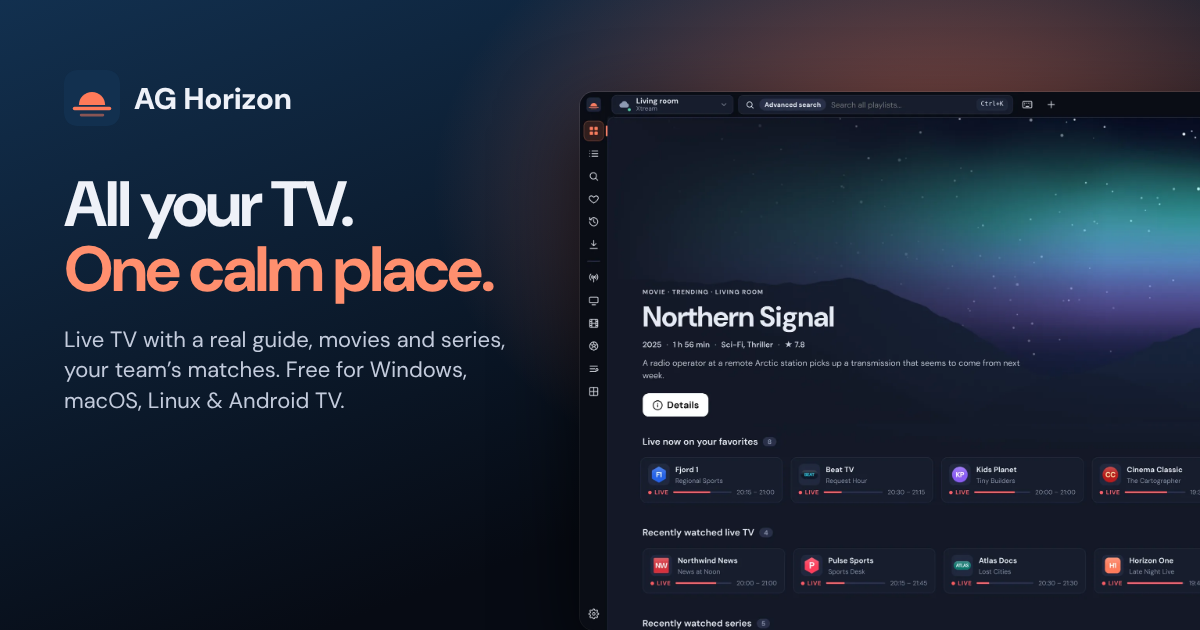 AG Horizon
All your TV.
One calm place.
Live TV with a real guide, movies and series,
your team’s matches. Free for Windows,
macOS, Linux & Android TV.
Living room
Xtream
Advanced search Search all playlists... Ctrl+K
MOVIE · TRENDING · LIVING ROOM
Northern Signal
2025 · 1 h 56 min · Sci-Fi, Thriller · ★ 7.8
A radio operator at a remote Arctic station picks up a transmission that seems to come from next
week.
Details
Live now on your favorites 8
F1 Fjord 1
Regional Sports
LIVE 20:15 – 21:00
BEAT Beat TV
Request Hour
LIVE 20:30 – 21:15
KP Kids Planet
Tiny Builders
LIVE 20:00 – 21:00
CC Cinema Classic
The Cartographer
LIVE
Recently watched live TV 4
NW Northwind News
News at Noon
LIVE 20:00 – 21:00
P Pulse Sports
Sports Desk
LIVE 20:15 – 21:45
ATLAS Atlas Docs
Lost Cities
LIVE 20:30 – 21:30
H1 Horizon One
Late Night Live
LIVE
Recently watched series 5